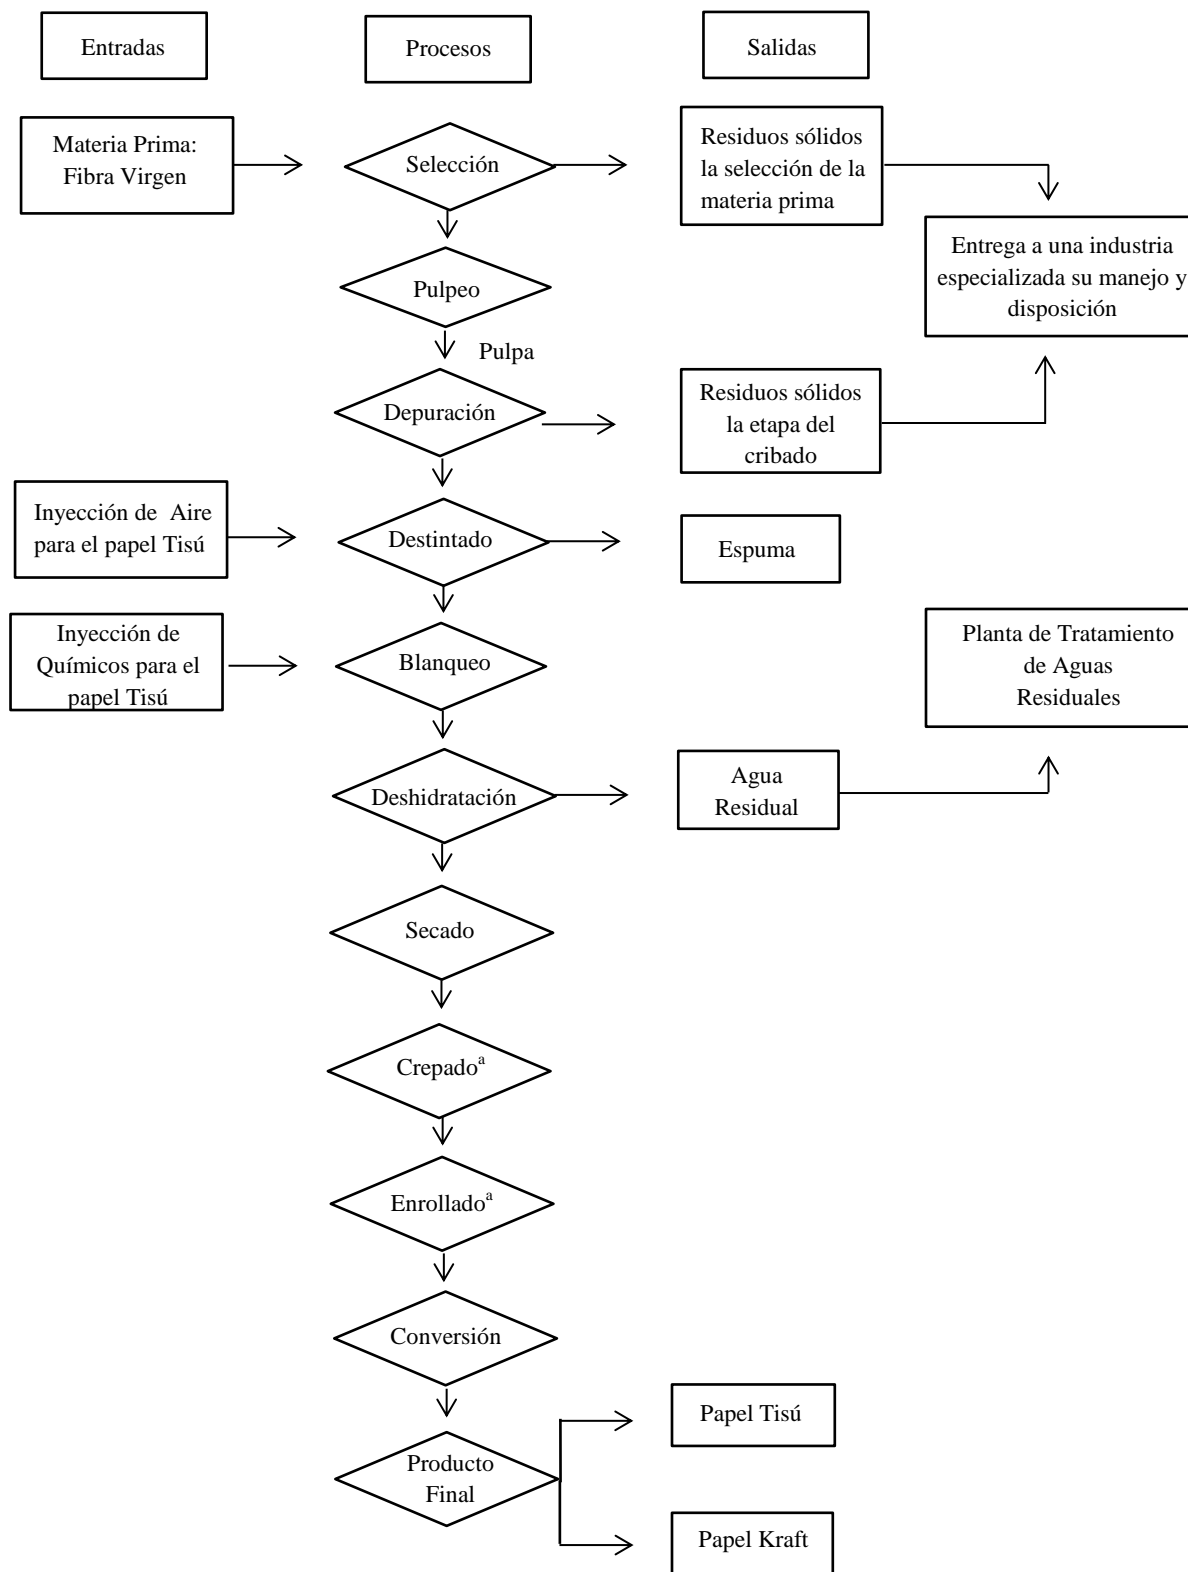 Entradas
Procesos
Salidas
Materia Prima:
Fibra Virgen
Selección
Residuos sólidos
la selección de la
materia prima
Entrega a una industria
especializada su manejo y
disposición
Pulpeo
Pulpa
Depuración
Residuos sólidos
la etapa del
cribado
Inyección de Aire
para el papel Tisú
Destintado
Espuma
Inyección de
Químicos para el
papel Tisú
Blanqueo
Planta de Tratamiento
de Aguas
Residuales
Deshidratación
Agua
Residual
Secado
Crepadoª
Enrolladoª
Conversión
Producto
Final
Papel Tisú
Papel Kraft